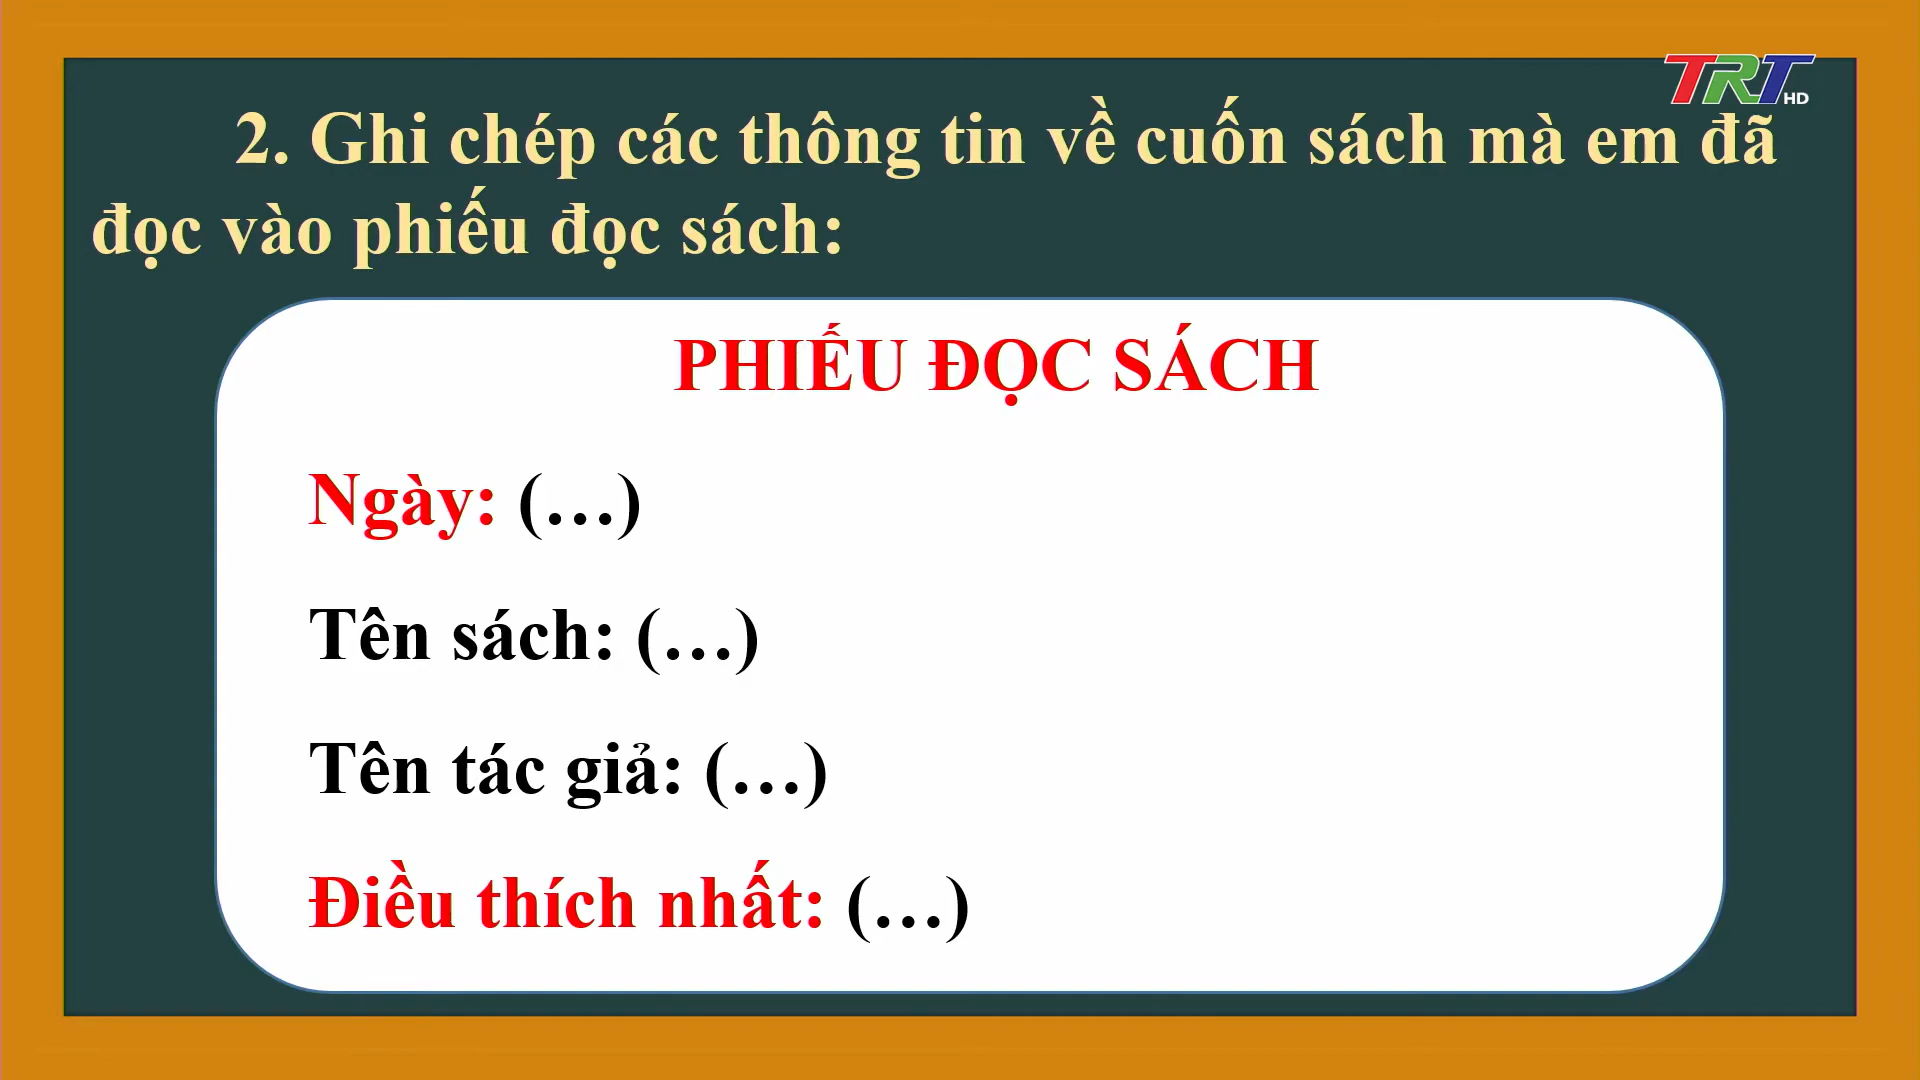 TRT HD
2. Ghi chép các thông tin về cuốn sách mà em đã
đọc vào phiếu đọc sách:
PHIẾU ĐỌC SÁCH
Ngày: (…)
Tên sách: (…)
Tên tác giả: (…)
Điều thích nhất: (…)